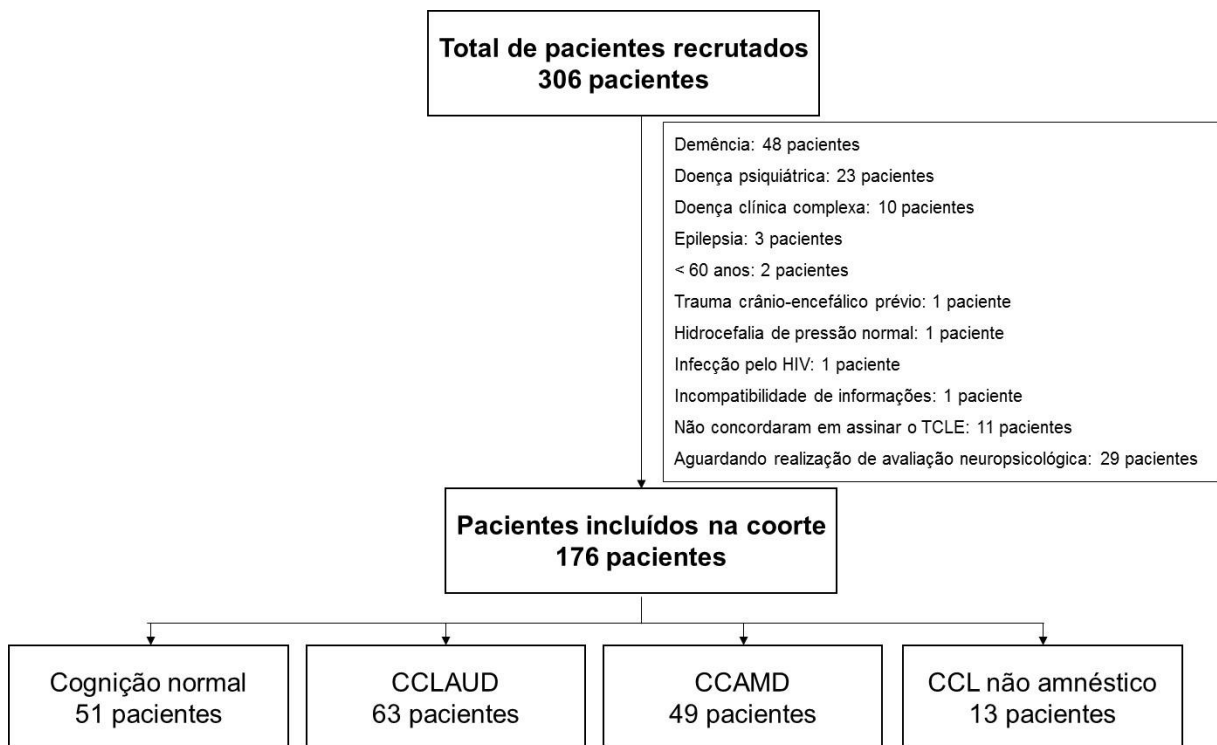 Total de pacientes recrutados
306 pacientes
Demência: 48 pacientes
Doença psiquiátrica: 23 pacientes
Doença clínica complexa: 10 pacientes
Epilepsia: 3 pacientes
< 60 anos: 2 pacientes
Trauma crânio-encefálico prévio: 1 paciente
Hidrocefalia de pressão normal: 1 paciente
Infecção pelo HIV: 1 paciente
Incompatibilidade de informações: 1 paciente
Não concordaram em assinar o TCLE: 11 pacientes
Aguardando realização de avaliação neuropsicológica: 29 pacientes
Pacientes incluídos na coorte
176 pacientes
Cognição normal
51 pacientes
CCLAUD
63 pacientes
CCAMD
49 pacientes
CCL não amnéstico
13 pacientes